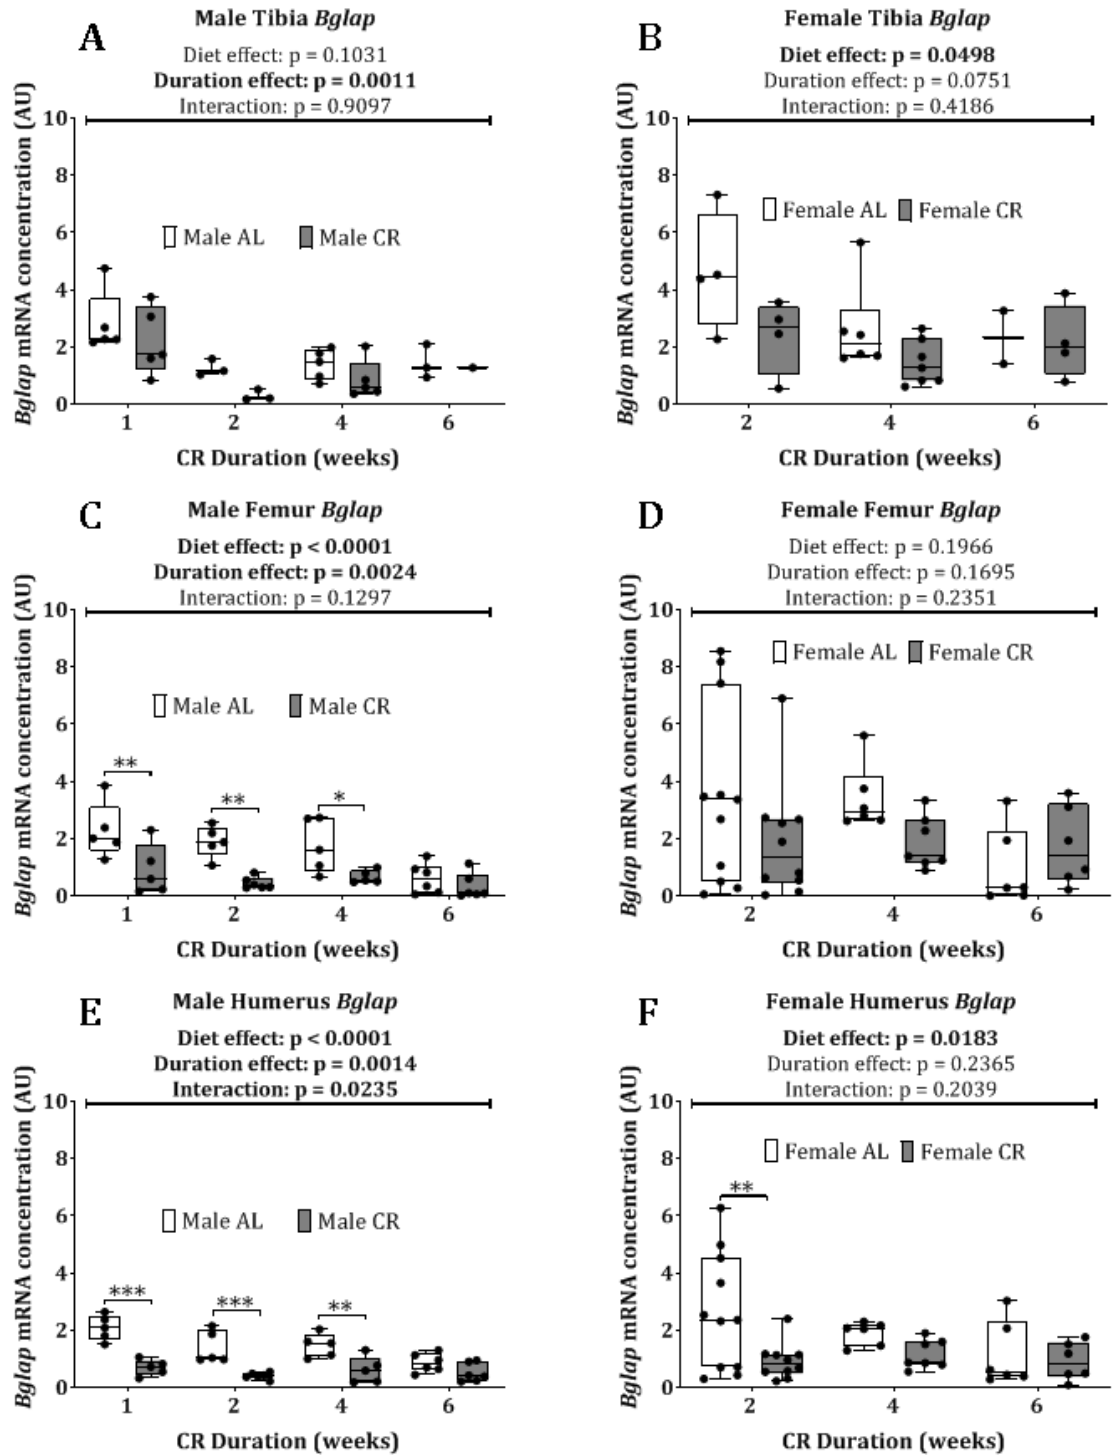 A
Male Tibia Bglap
Diet effect: p = 0.1031
Duration effect: p = 0.0011
Interaction: p = 0.9097
Bglap mRNA concentration (AU)
10
8
6
4
2
0
Male AL Male CR
1 2 4 6
CR Duration (weeks)
B
Female Tibia Bglap
Diet effect: p = 0.0498
Duration effect: p = 0.0751
Interaction: p = 0.4186
Bglap mRNA concentration (AU)
10
8
6
4
2
0
Female AL Female CR
2 4 6
CR Duration (weeks)
C
Male Femur Bglap
Diet effect: p < 0.0001
Duration effect: p = 0.0024
Interaction: p = 0.1297
Bglap mRNA concentration (AU)
10
8
6
4
2
0
Male AL Male CR
** ** *
1 2 4 6
CR Duration (weeks)
D
Female Femur Bglap
Diet effect: p = 0.1966
Duration effect: p = 0.1695
Interaction: p = 0.2351
Bglap mRNA concentration (AU)
10
8
6
4
2
0
Female AL Female CR
2 4 6
CR Duration (weeks)
E
Male Humerus Bglap
Diet effect: p < 0.0001
Duration effect: p = 0.0014
Interaction: p = 0.0235
Bglap mRNA concentration (AU)
10
8
6
4
2
0
Male AL Male CR
*** *** **
1 2 4 6
CR Duration (weeks)
F
Female Humerus Bglap
Diet effect: p = 0.0183
Duration effect: p = 0.2365
Interaction: p = 0.2039
Bglap mRNA concentration (AU)
10
8
6
4
2
0
Female AL Female CR
**
2 4 6
CR Duration (weeks)